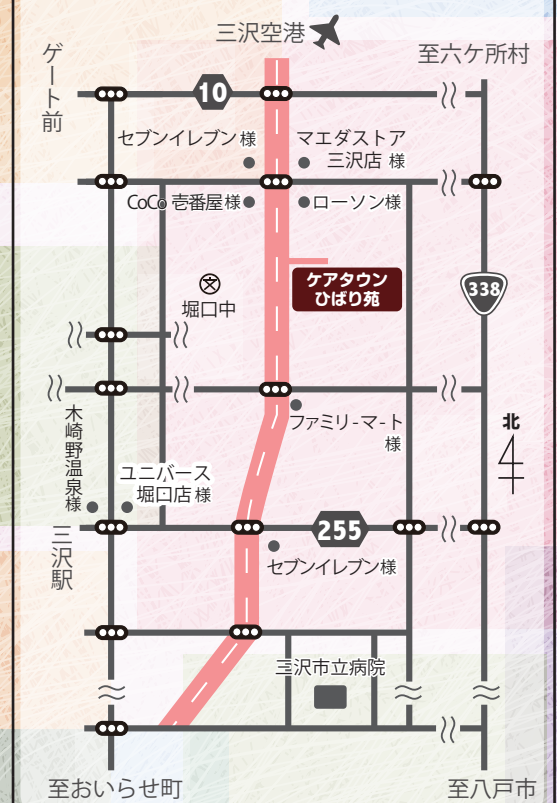 三沢空港
至六ケ所村
ゲート前
10
セブンイレブン様
マエダストア
三沢店 様
CoCo 壱番屋様
ローソン様
文
堀口中
ケアタウン
ひばり苑
338
ファミリ-マ-ト
様
北
木崎野温泉様
ユニバース
堀口店 様
三沢駅
255
セブンイレブン様
三沢市立病院
至おいらせ町
至八戸市